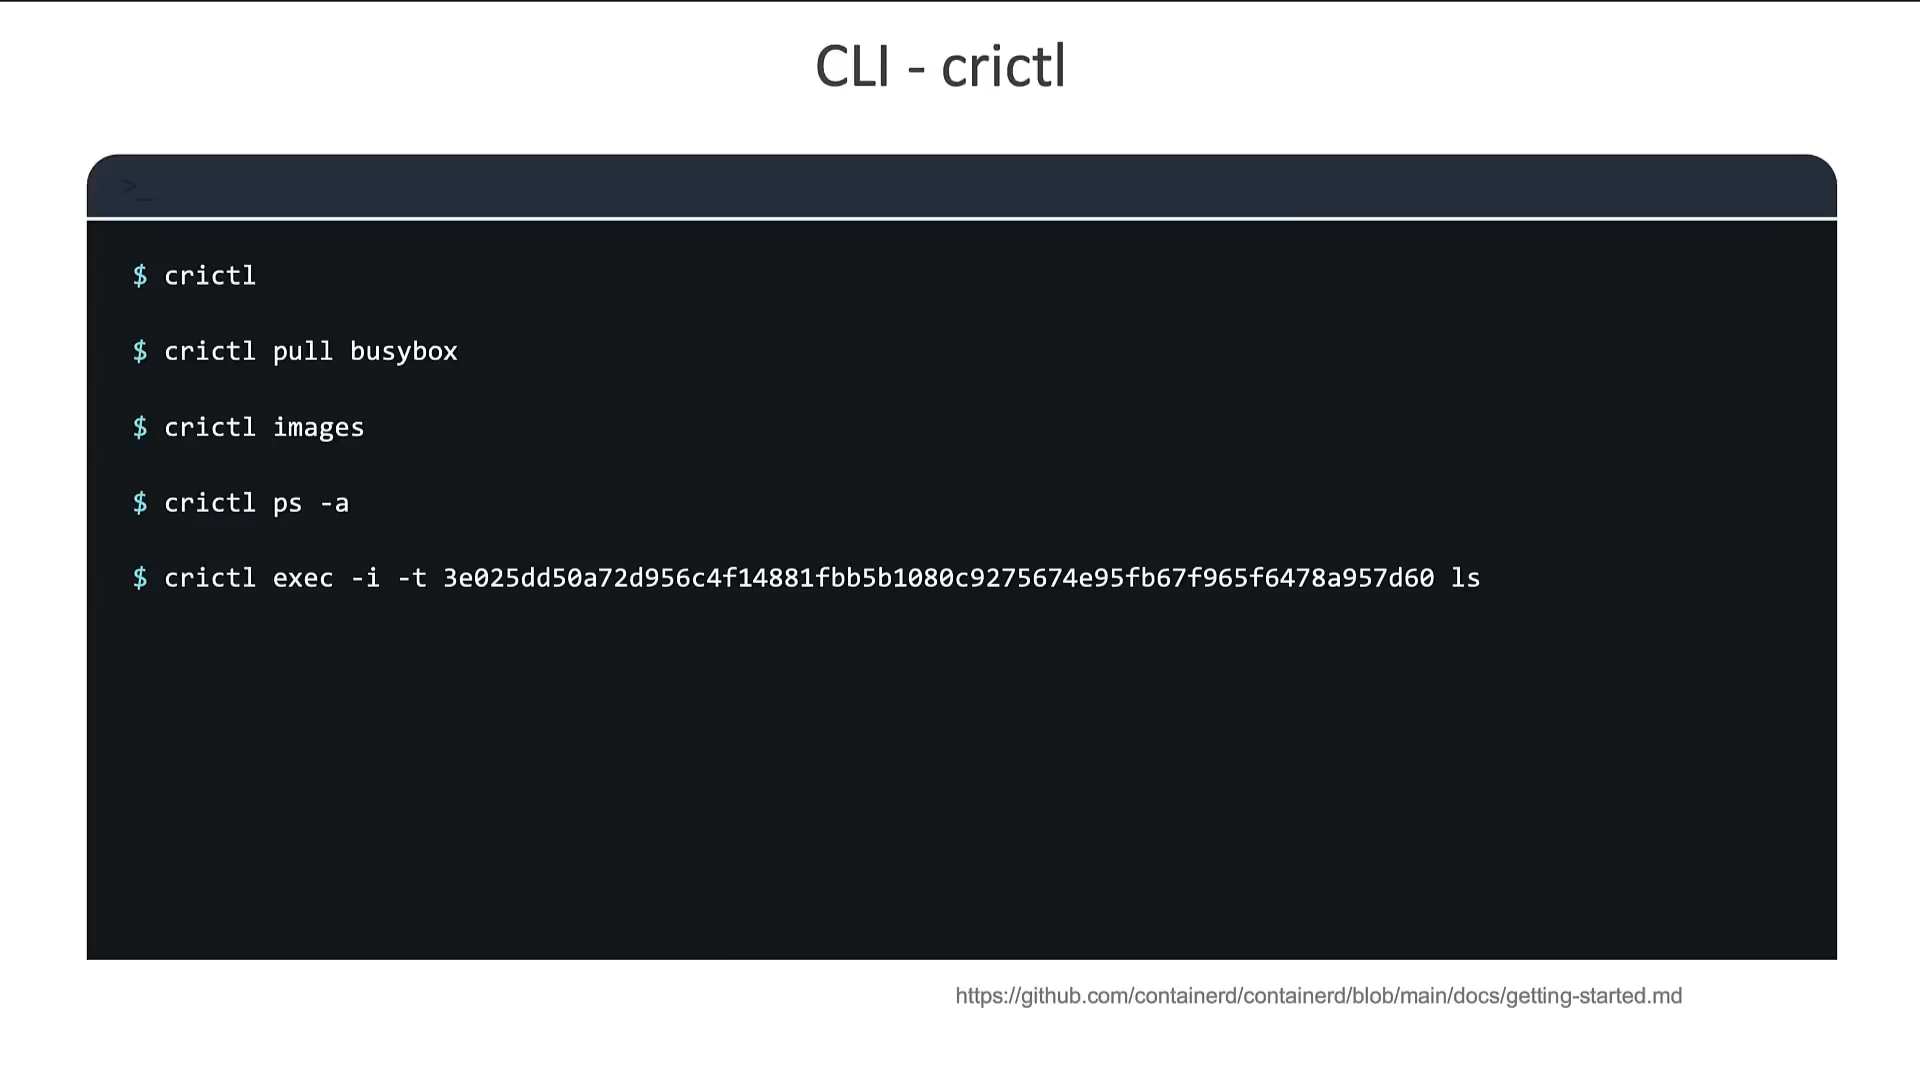 CLI - crictl
>_
$ crictl
$ crictl pull busybox
$ crictl images
$ crictl ps -a
$ crictl exec -i -t 3e025dd50a72d956c4f14881fbb5b1080c9275674e95fb67f965f6478a957d60 ls
https://github.com/containerd/containerd/blob/main/docs/getting-started.md